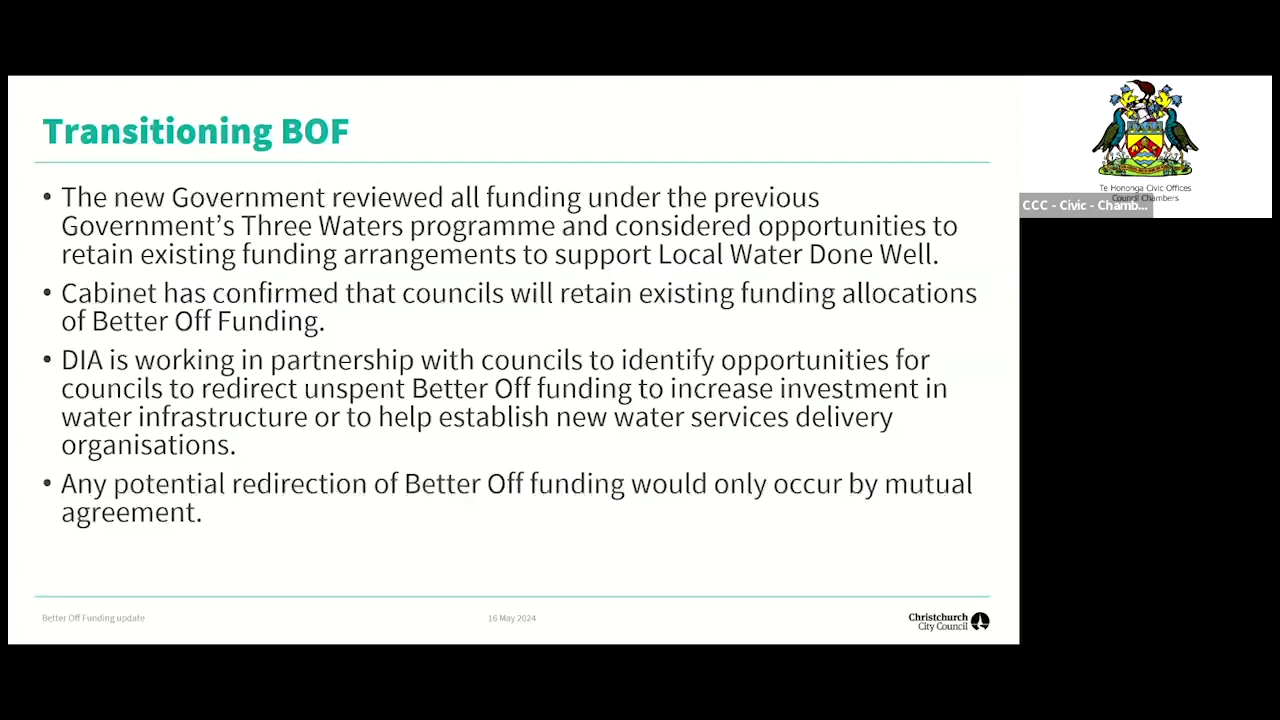 Transitioning BOF
• The new Government reviewed all funding under the previous
Government’s Three Waters programme and considered opportunities to
retain existing funding arrangements to support Local Water Done Well.
• Cabinet has confirmed that councils will retain existing funding allocations
of Better Off Funding.
• DIA is working in partnership with councils to identify opportunities for
councils to redirect unspent Better Off funding to increase investment in
water infrastructure or to help establish new water services delivery
organisations.
• Any potential redirection of Better Off funding would only occur by mutual
agreement.
Better Off Funding update
16 May 2024
Christchurch
City Council
Te Hononga Civic Offices
Council Chambers
CCC - Civic - Chamb...